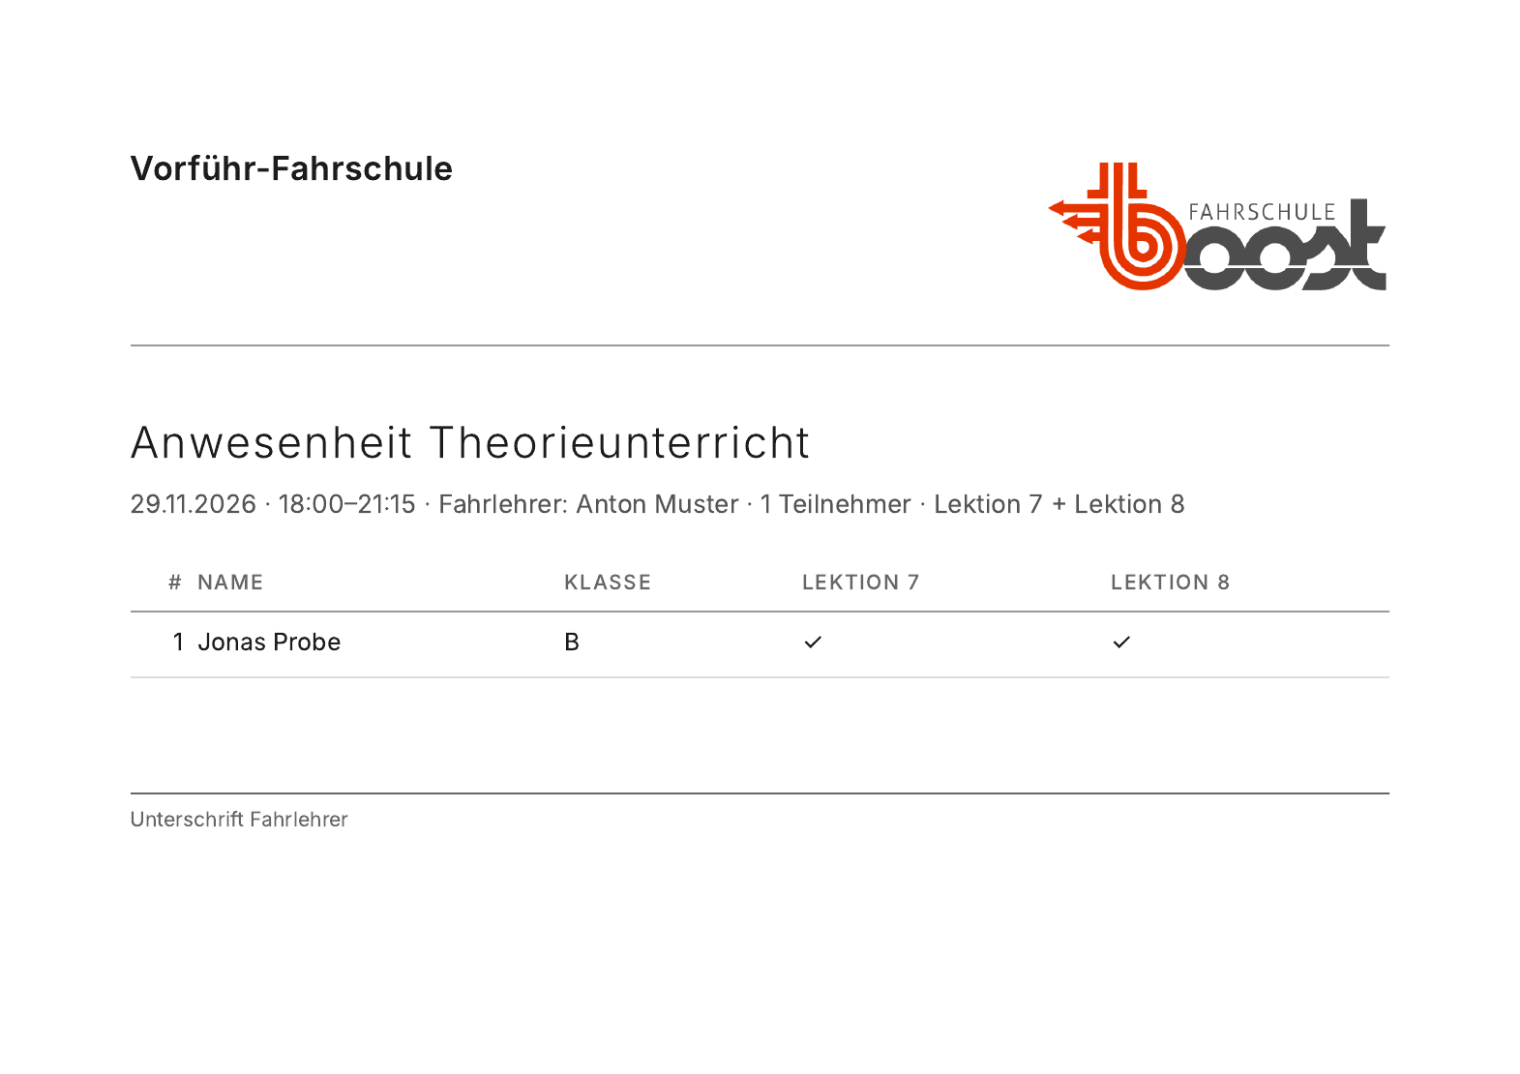 Vorführ-Fahrschule
FAHRSCHULE
boost
Anwesenheit Theorieunterricht
29.11.2026 · 18:00–21:15 · Fahrlehrer: Anton Muster · 1 Teilnehmer · Lektion 7 + Lektion 8
# NAME KLASSE LEKTION 7 LEKTION 8
1 Jonas Probe B ✓ ✓
Unterschrift Fahrlehrer